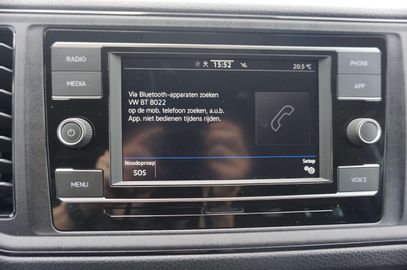 RADIO
MEDIA
MENU
15:52
20.5 °C
Via Bluetooth-apparaten zoeken
VW BT 8022
op de mob. telefoon zoeken, a.u.b.
App. niet bedienen tijdens rijden.
Noodoproep
SOS
Setup
PHONE
APP
VOICE